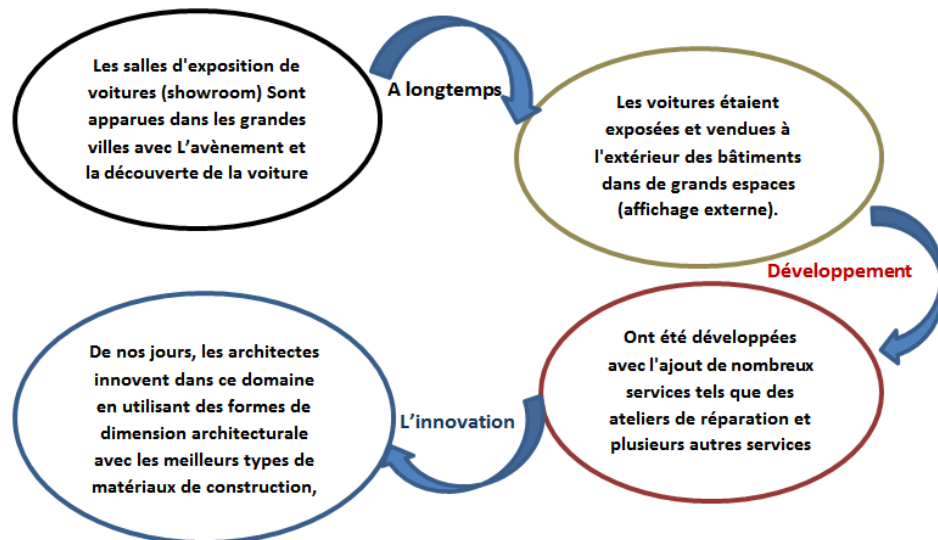 Les salles d'exposition de
voitures (showroom) Sont
apparues dans les grandes
villes avec L’avènement et
la découverte de la voiture
A longtemps
Les voitures étaient
exposées et vendues à
l'extérieur des bâtiments
dans de grands espaces
(affichage externe).
Développement
Ont été développées
avec l'ajout de nombreux
services tels que des
ateliers de réparation et
plusieurs autres services
L’innovation
De nos jours, les architectes
innovent dans ce domaine
en utilisant des formes de
dimension architecturale
avec les meilleurs types de
matériaux de construction,